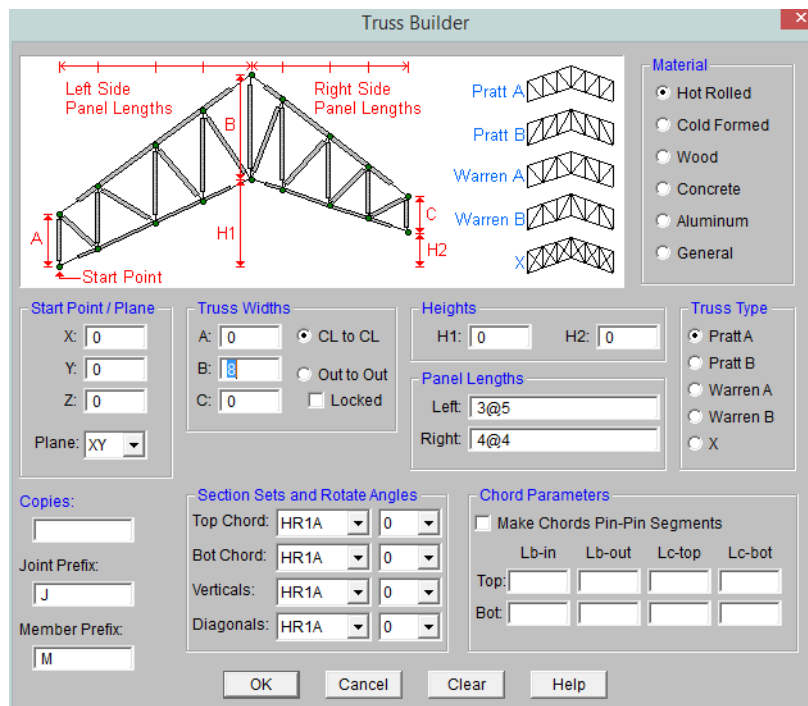 Truss Builder
Left Side
Panel Lengths
Right Side
Panel Lengths
A
B
H1
C
H2
Start Point
Pratt A
Pratt B
Warren A
Warren B
X
Material
Hot Rolled
Cold Formed
Wood
Concrete
Aluminum
General
Start Point / Plane
X: 0
Y: 0
Z: 0
Plane: XY
Truss Widths
A: 0
B: 8
C: 0
CL to CL
Out to Out
Locked
Heights
H1: 0 H2: 0
Panel Lengths
Left: 3@5
Right: 4@4
Truss Type
Pratt A
Pratt B
Warren A
Warren B
X
Copies:
Joint Prefix:
J
Member Prefix:
M
Section Sets and Rotate Angles
Top Chord: HR1A 0
Bot Chord: HR1A 0
Verticals: HR1A 0
Diagonals: HR1A 0
Chord Parameters
Make Chords Pin-Pin Segments
Lb-in Lb-out Lc-top Lc-bot
Top:
Bot:
OK Cancel Clear Help